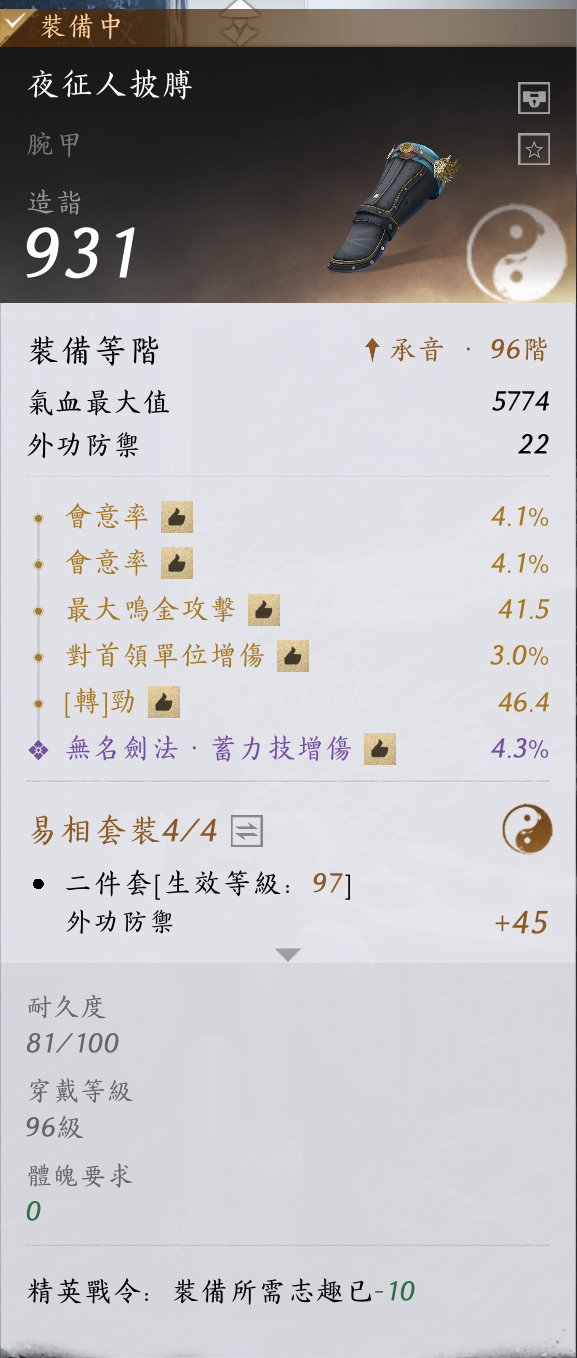 裝備中
夜征人披膊
腕甲
造詣
931
裝備等階 承音 · 96階
氣血最大值 5774
外功防禦 22
會意率 4.1%
會意率 4.1%
最大鳴金攻擊 41.5
對首領單位增傷 3.0%
[轉]勁 46.4
無名劍法 · 蓄力技增傷 4.3%
易相套裝4/4
二件套[生效等級：97]
外功防禦 +45
耐久度
81/100
穿戴等級
96級
體魄要求
0
精英戰令：裝備所需志趣已-10